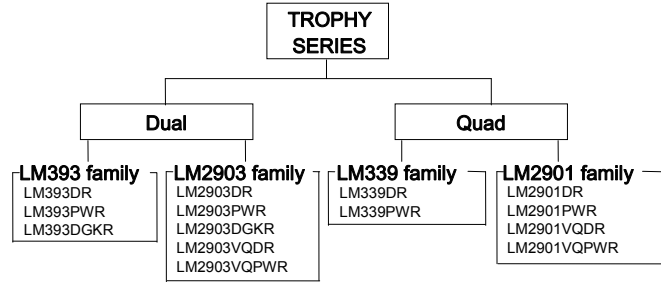 TROPHY
SERIES
Dual
Quad
LM393 family
LM393DR
LM393PWR
LM393DGKR
LM2903 family
LM2903DR
LM2903PWR
LM2903DGKR
LM2903VQDR
LM2903VQPWR
LM339 family
LM339DR
LM339PWR
LM2901 family
LM2901DR
LM2901PWR
LM2901VQDR
LM2901VQPWR